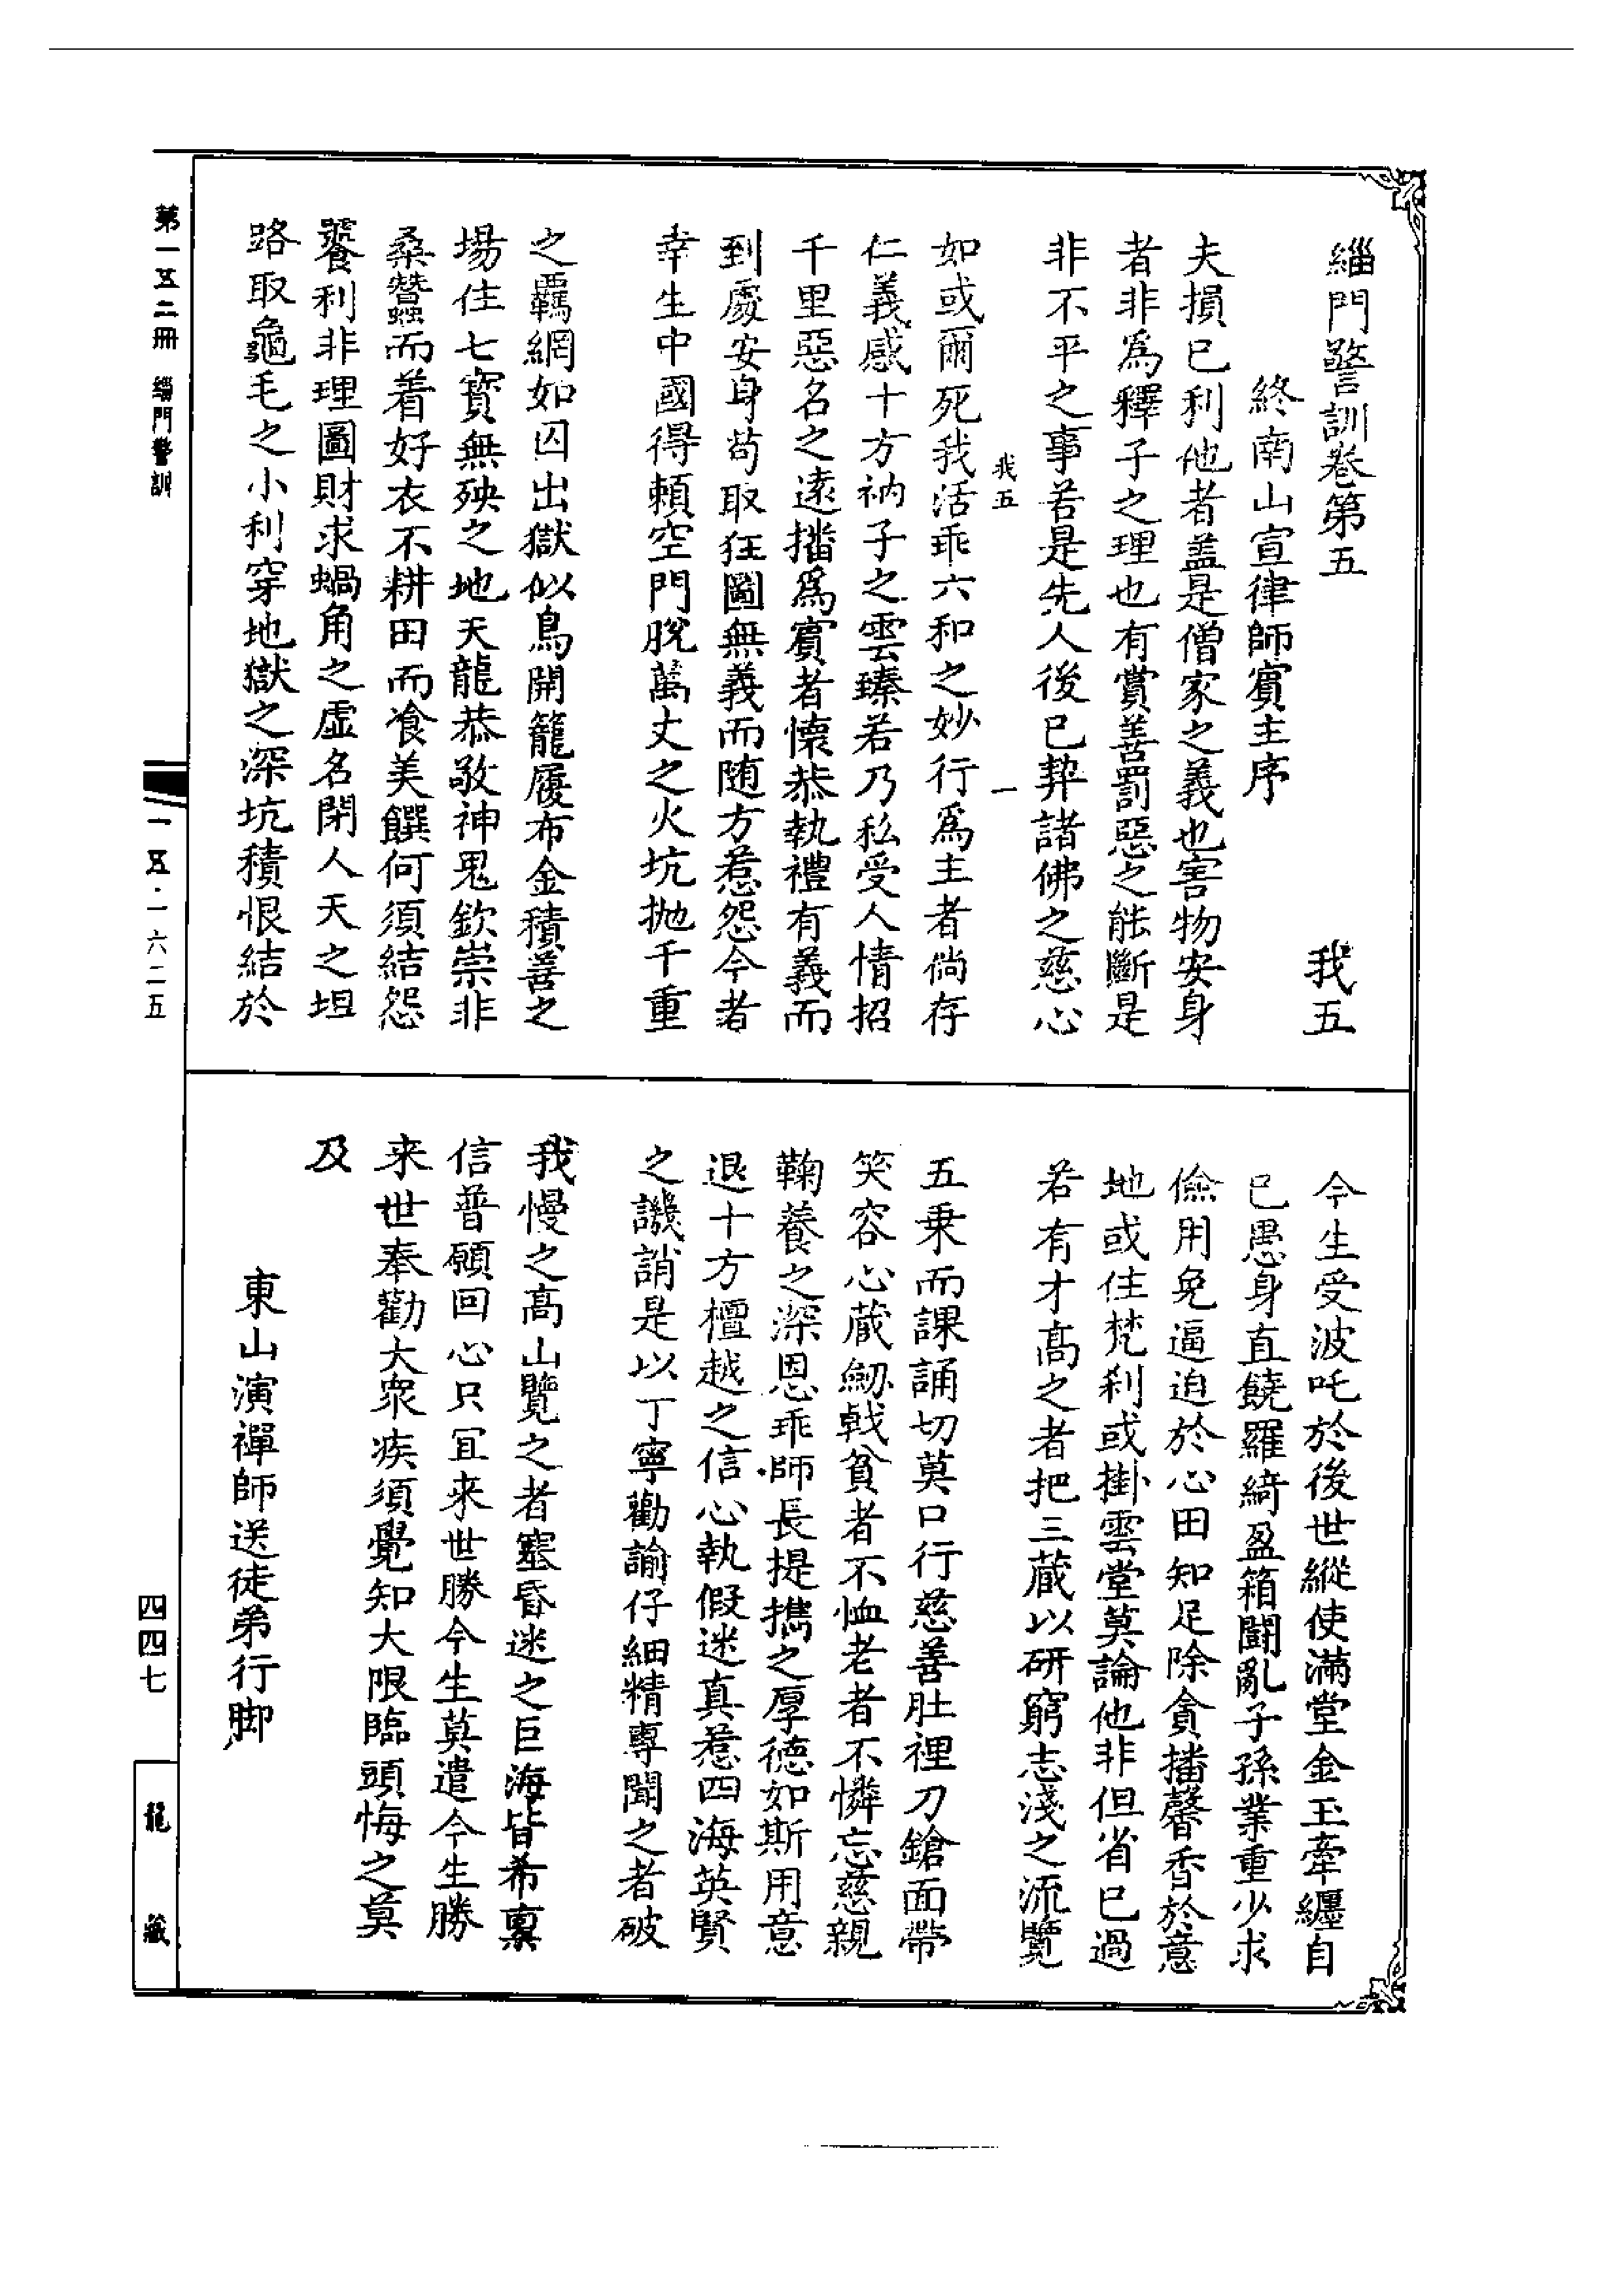 緇門警訓卷第五　我五
終南山宣律師賓主序
夫損已利他者盖是僧家之義也害物安身
者非爲釋子之理也有賞善罰惡之能斷是
非不平之事若是先人後已契諸佛之慈心
我五　一
如或爾死我活乖六和之妙行爲主者倘存
仁義感十方衲子之雲臻若乃私受人情招
千里惡名之遠播爲賓者懷恭執禮有義而
到處安身苟取狂圖無義而随方惹怨今者
幸生中國得頼空門脫萬丈之火坑抛千重
之羈網如囚出獄似鳥開籠履布金積善之
場住七寳無殃之地天龍恭敬神鬼欽崇非
桑蠶而着好衣不耕田而飡美饌何須結怨
饕利非理圖財求蝸角之虛名閉人天之坦
路取龜毛之小利穿地獄之深坑積恨結於
今生受波吒於後世縱使滿堂金玉牽纏自
已愚身直饒羅綺盈箱鬪亂子孫業重少求
儉用免逼迫於心田知足除貪播馨香於意
地或住梵刹或掛雲堂莫論他非但省已過
若有才髙之者把三蔵以研窮志淺之流覽
五乗而課誦切莫口行慈善肚裡刀鎗面帶
笑容心蔵劒戟貧者不恤老者不憐忘慈親
鞠養之深恩乖師長提携之厚德如斯用意
退十方檀越之信心執假迷真惹四海英賢
之譏誚是以丁寧勸諭仔細精專聞之者破
我慢之髙山覽之者塞昏迷之巨海皆希稟
信普願回心只冝来世勝今生莫遣今生勝
来世奉勸大衆疾須覺知大限臨頭悔之莫
及
東山演禪師送徒弟行脚
第一五二冊　緇門警訓
一五·一六二五
四四七
龍藏